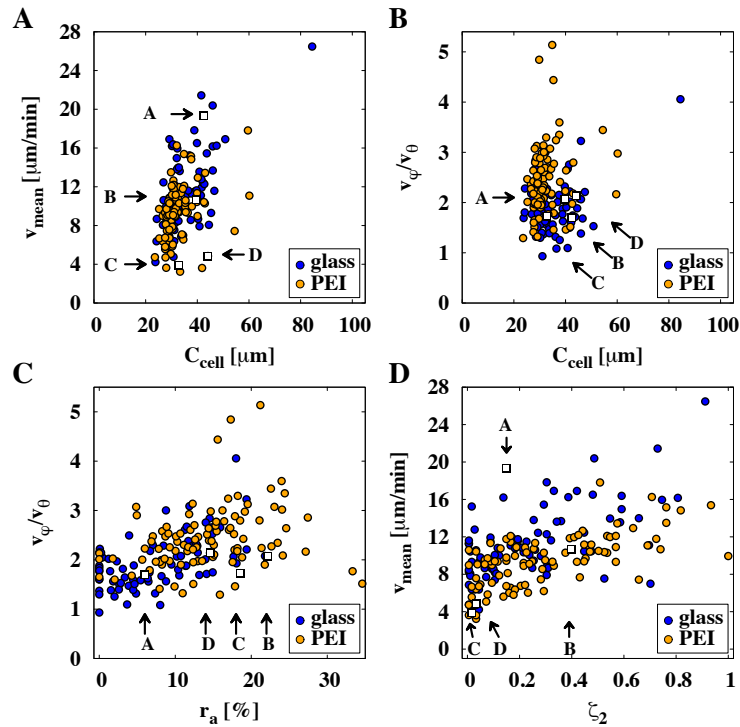 A
v_mean [μm/min]
28
24
20
16
12
8
4
0
A
B
C
D
glass
PEI
0 20 40 60 80 100
C_cell [μm]
B
v_φ/v_θ
5
4
3
2
1
0
A
D
B
C
glass
PEI
0 20 40 60 80 100
C_cell [μm]
C
v_φ/v_θ
5
4
3
2
1
0
A D C B
glass
PEI
0 10 20 30
r_a [%]
D
v_mean [μm/min]
28
24
20
16
12
8
4
0
A
C D B
glass
PEI
0 0.2 0.4 0.6 0.8 1
ζ_2